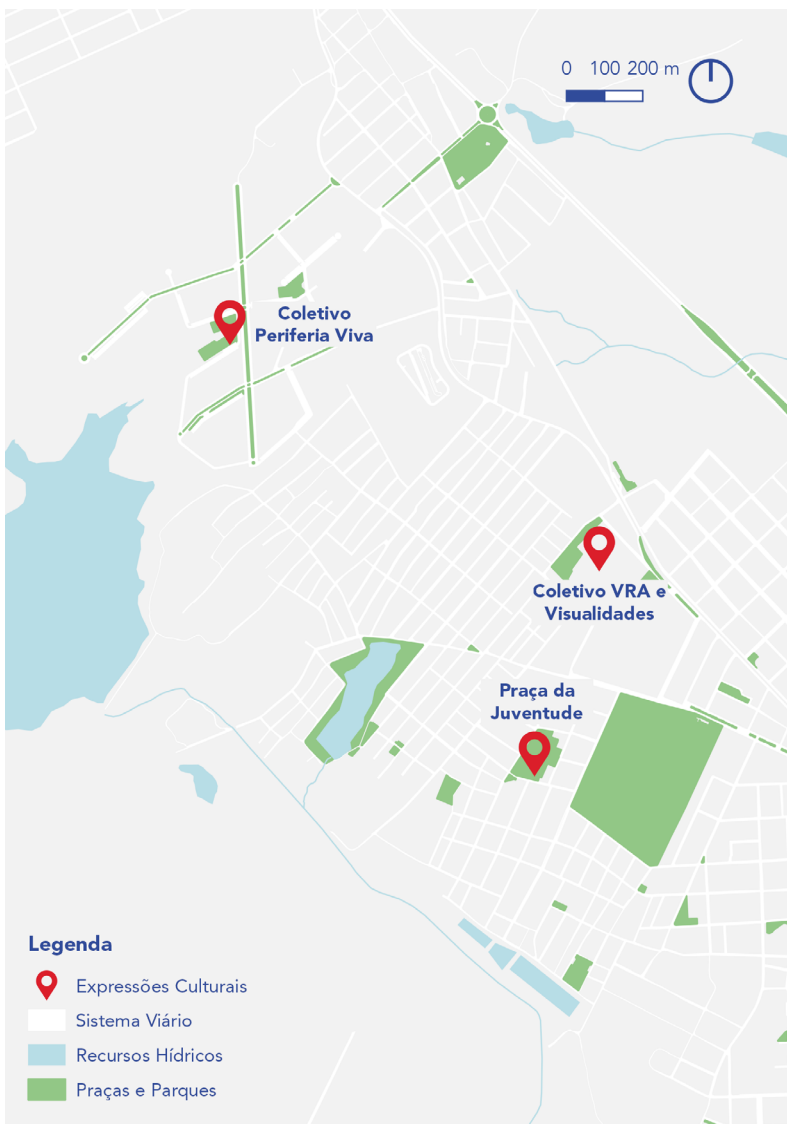 0 100 200 m
Coletivo
Periferia Viva
Coletivo VRA e
Visualidades
Praça da
Juventude
Legenda
Expressões Culturais
Sistema Viário
Recursos Hídricos
Praças e Parques